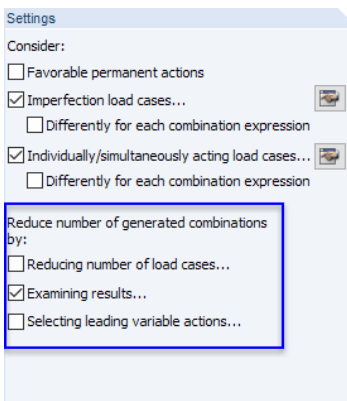 Settings
Consider:
Favorable permanent actions
Imperfection load cases...
Differently for each combination expression
Individually/simultaneously acting load cases...
Differently for each combination expression
Reduce number of generated combinations
by:
Reducing number of load cases...
Examining results...
Selecting leading variable actions...